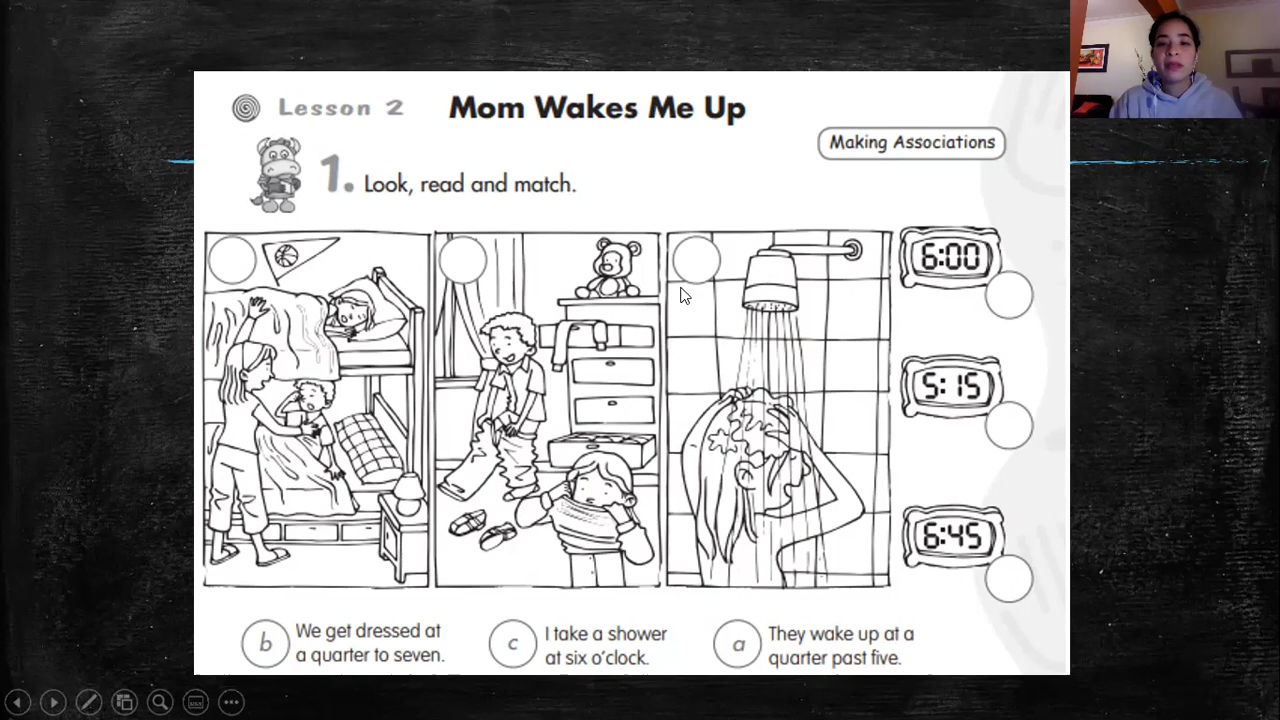 Lesson 2 Mom Wakes Me Up
Making Associations
1. Look, read and match.
6:00
5:15
6:45
b We get dressed at
a quarter to seven.
c I take a shower
at six o'clock.
a They wake up at a
quarter past five.